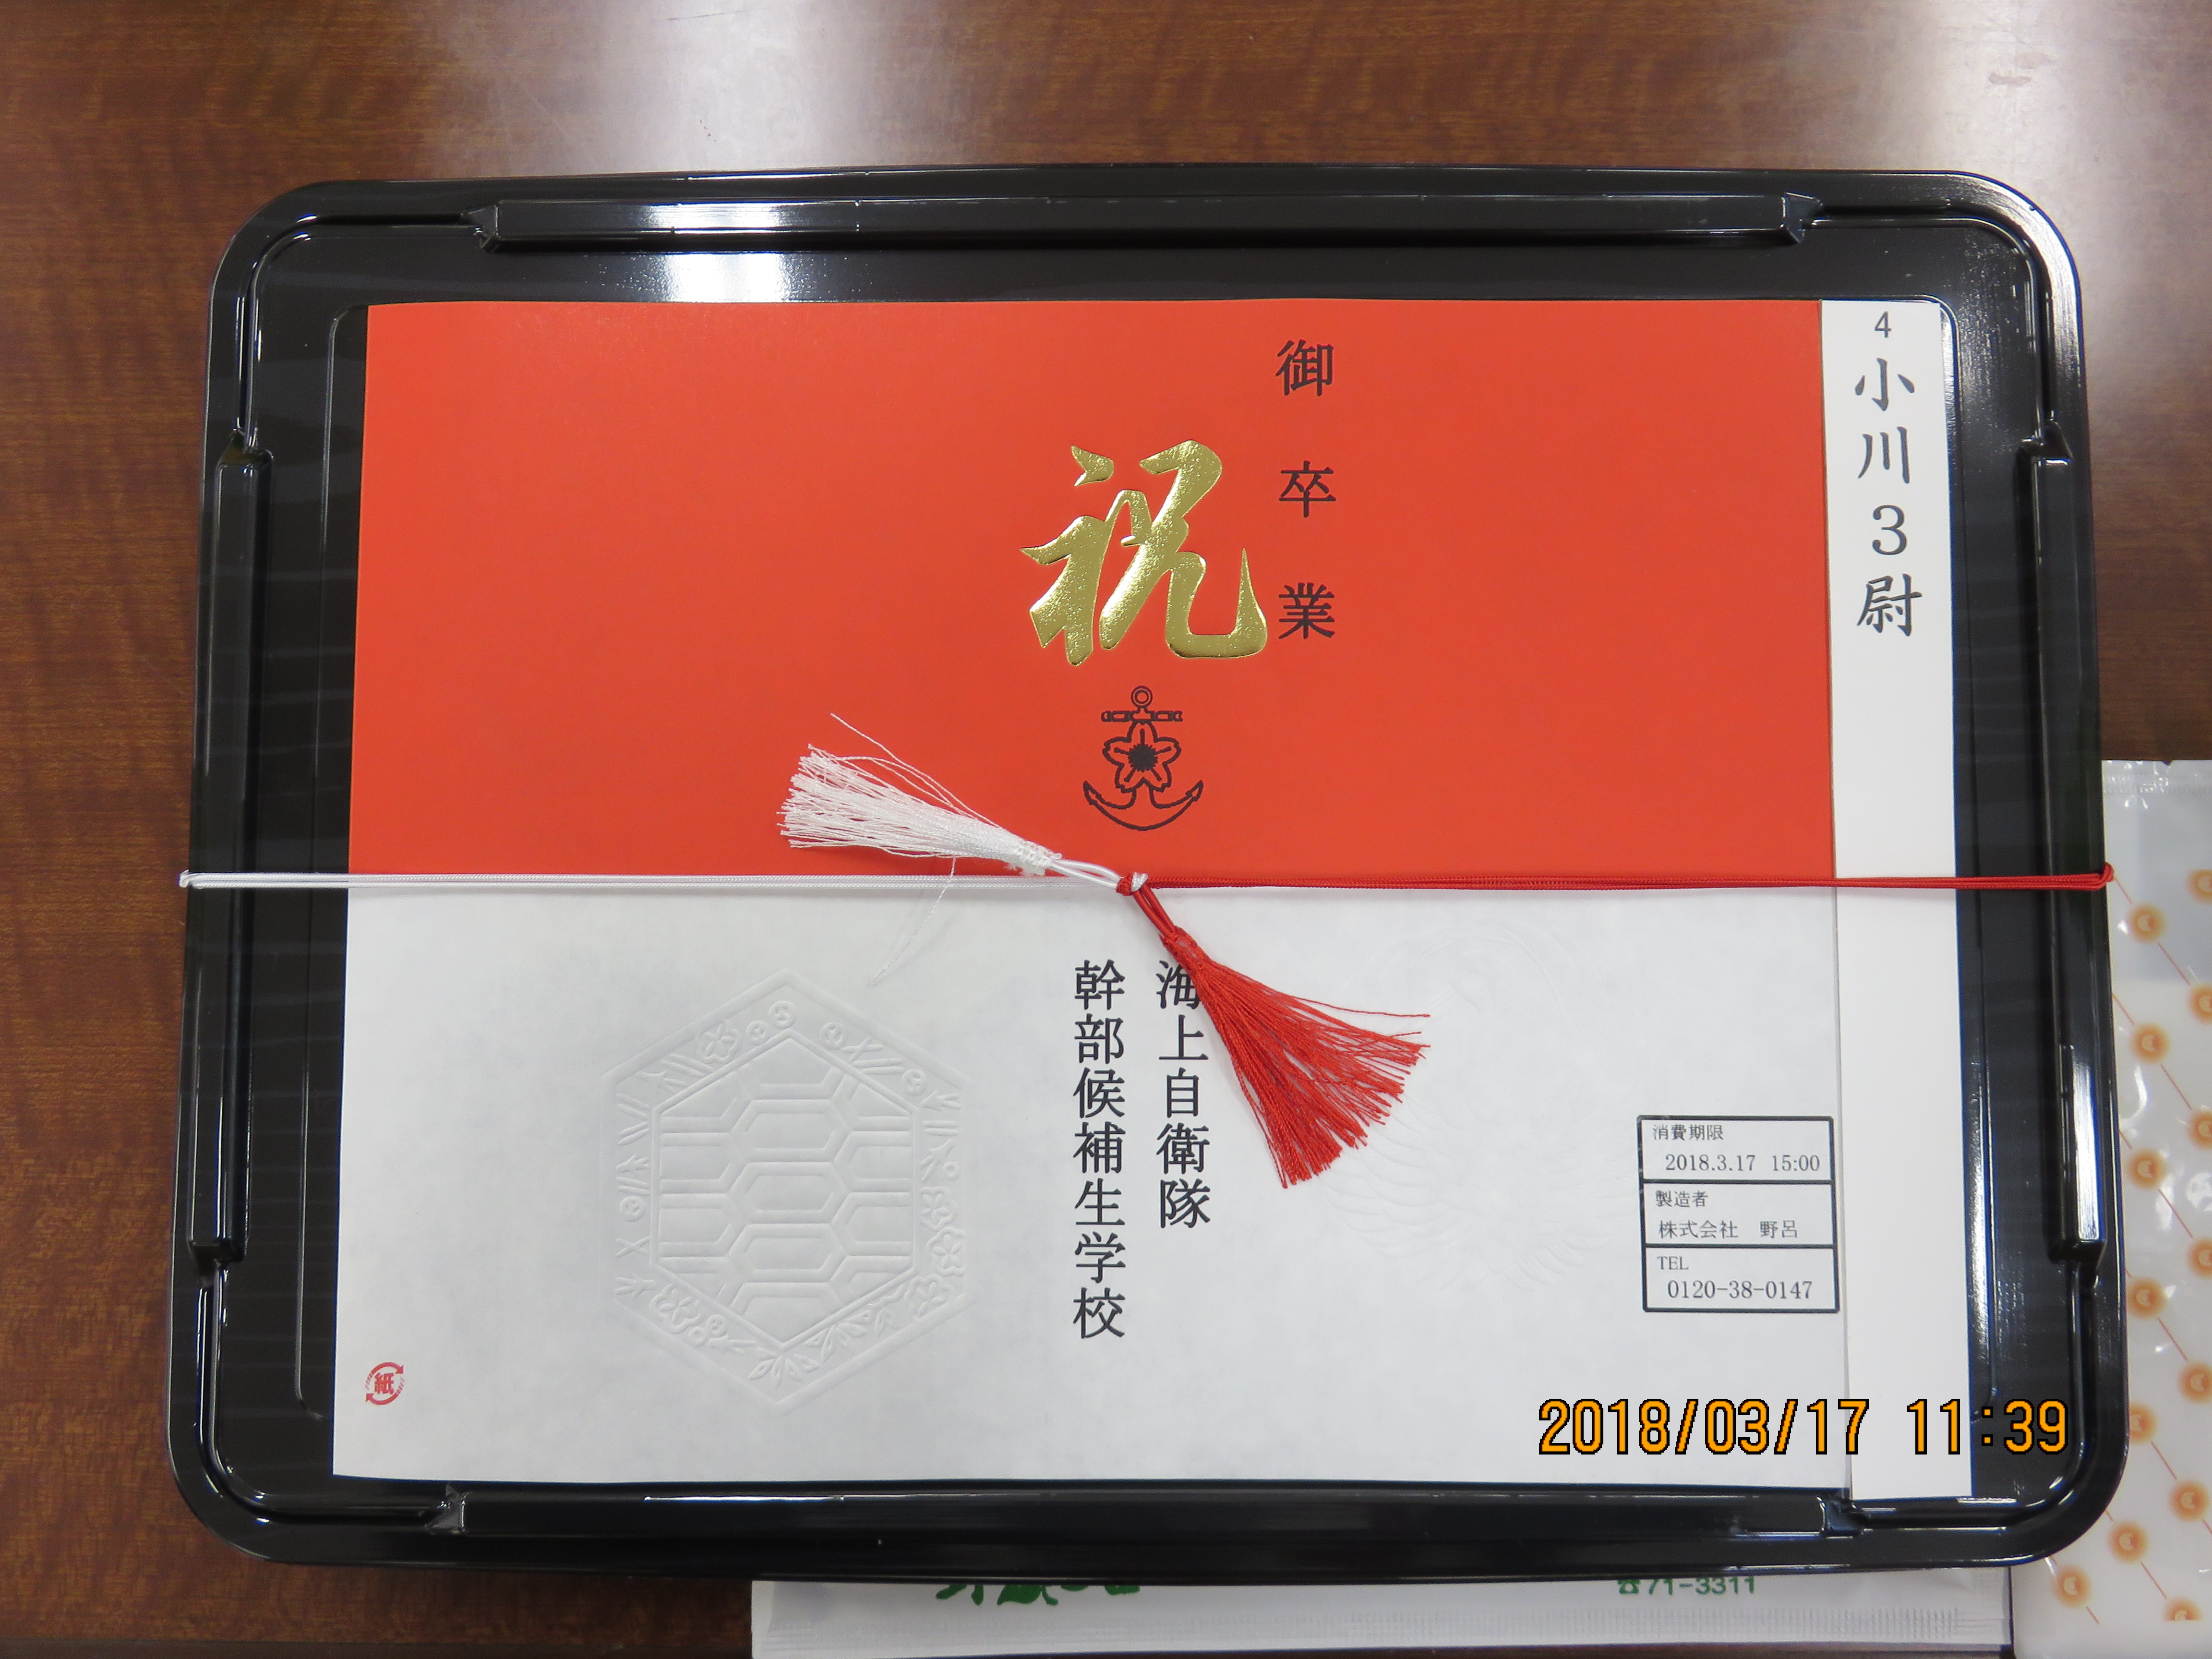 4
小川3尉
御卒業
祝
海上自衛隊
幹部候補生学校
消費期限
2018.3.17 15:00
製造者
株式会社 野呂
TEL
0120-38-0147
紙
2018/03/17 11:39
☎71-3311